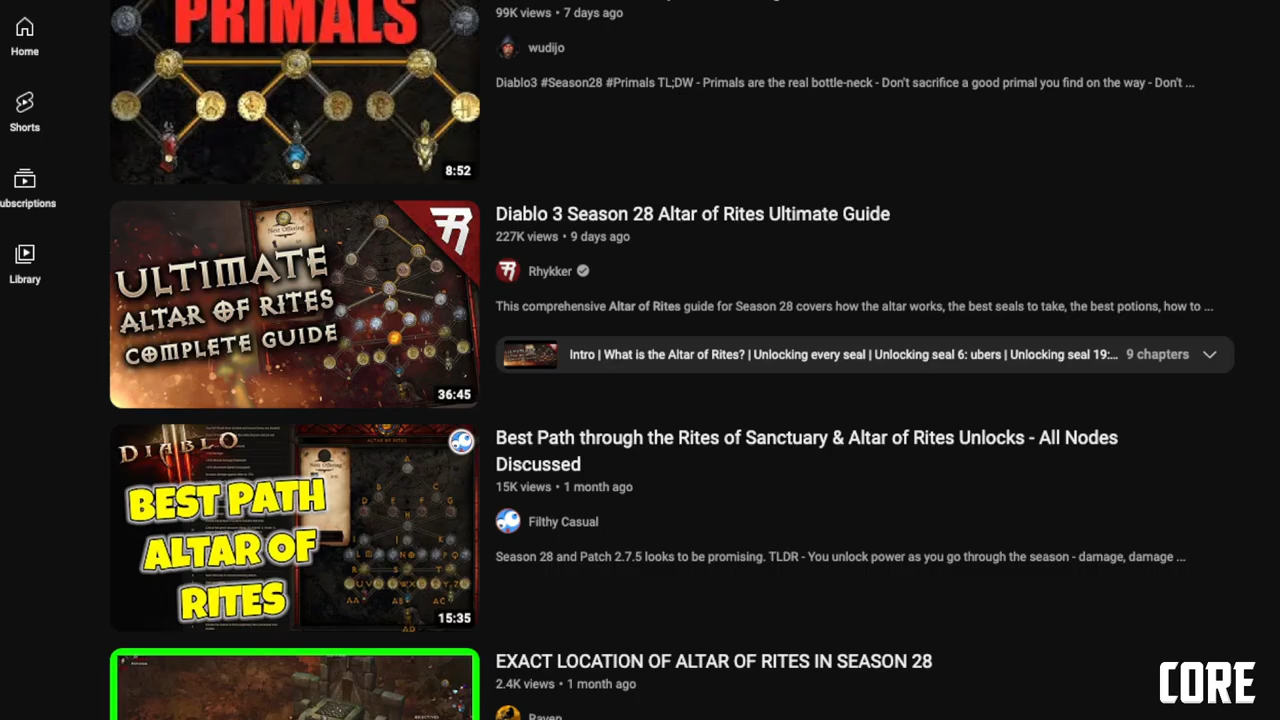 PRIMALS
99K views • 7 days ago
Home
wudijo
Diablo3 #Season28 #Primals TL;DW - Primals are the real bottle-neck - Don't sacrifice a good primal you find on the way - Don't ...
Shorts
8:52
ubscriptions
Library
Next Offering
ULTIMATE
ALTAR OF RITES
COMPLETE GUIDE
36:45
Diablo 3 Season 28 Altar of Rites Ultimate Guide
227K views • 9 days ago
Rhykker
This comprehensive Altar of Rites guide for Season 28 covers how the altar works, the best seals to take, the best potions, how to ...
Intro | What is the Altar of Rites? | Unlocking every seal | Unlocking seal 6: ubers | Unlocking seal 19:... 9 chapters
DIABLO
ALTAR OF RITES
Next Offering
BEST PATH
ALTAR OF
RITES
15:35
Best Path through the Rites of Sanctuary & Altar of Rites Unlocks - All Nodes
Discussed
15K views • 1 month ago
Filthy Casual
Season 28 and Patch 2.7.5 looks to be promising. TLDR - You unlock power as you go through the season - damage, damage ...
EXACT LOCATION OF ALTAR OF RITES IN SEASON 28
2.4K views • 1 month ago
Raven
CORE